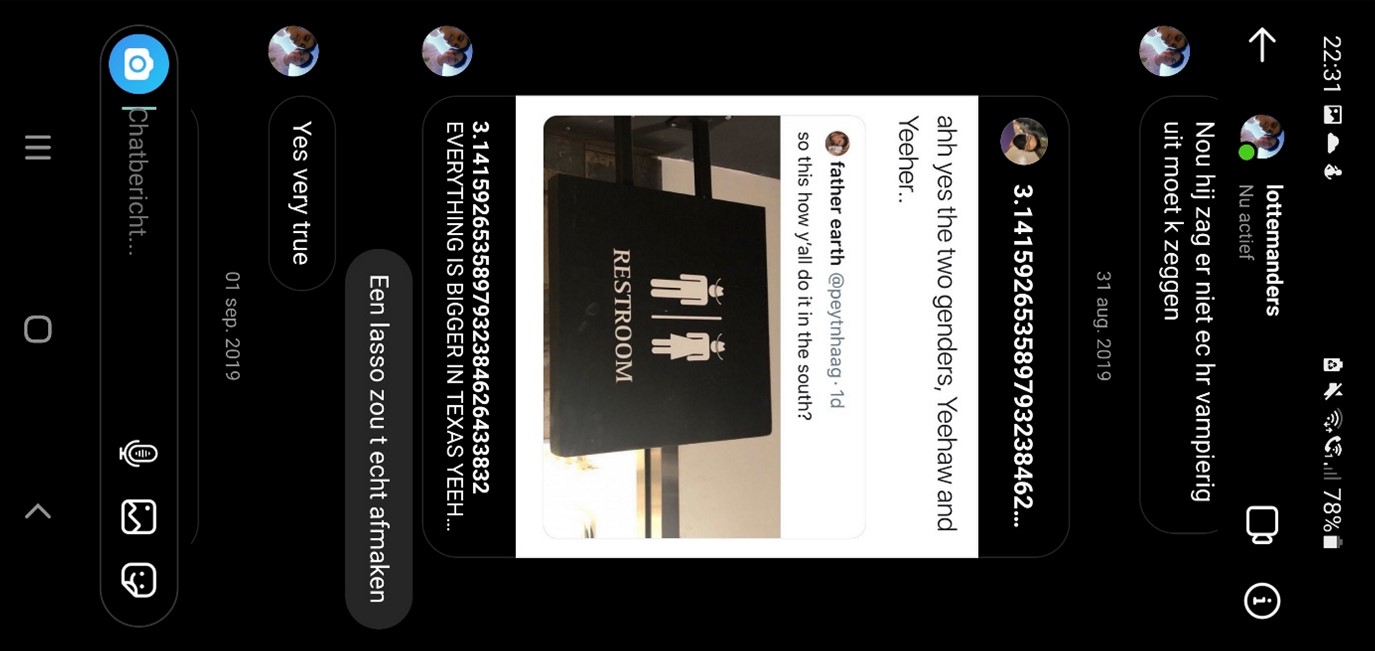 22:31 78%
lottemanders
Nu actief
Nou hij zag er niet ec hr vampierig
uit moet k zeggen
31 aug. 2019
3.141592653589793238462...
ahh yes the two genders, Yeehaw and
Yeeher..
father earth @peytnhaag · 1d
so this how y'all do it in the south?
RESTROOM
3.1415926535897932384626433832
EVERYTHING IS BIGGER IN TEXAS YEEH...
Een lasso zou t echt afmaken
Yes very true
01 sep. 2019
Chatbericht...